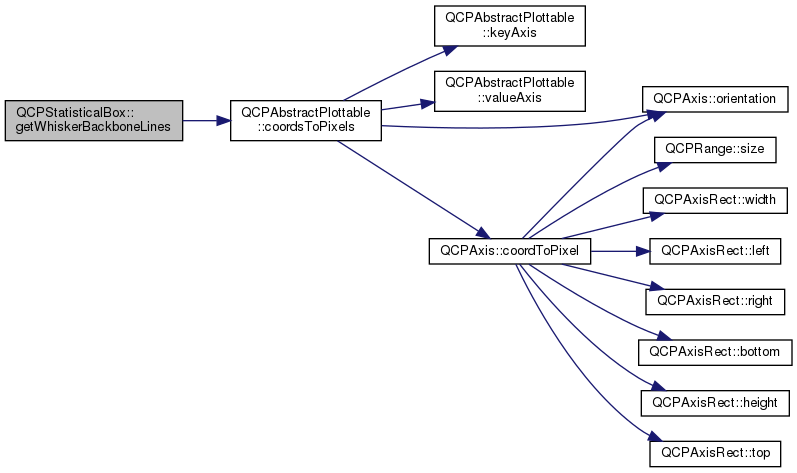 QCPStatisticalBox::
getWhiskerBackboneLines
QCPAbstractPlottable
::coordsToPixels
QCPAbstractPlottable
::keyAxis
QCPAbstractPlottable
::valueAxis
QCPAxis::orientation
QCPAxis::coordToPixel
QCPRange::size
QCPAxisRect::width
QCPAxisRect::left
QCPAxisRect::right
QCPAxisRect::bottom
QCPAxisRect::height
QCPAxisRect::top